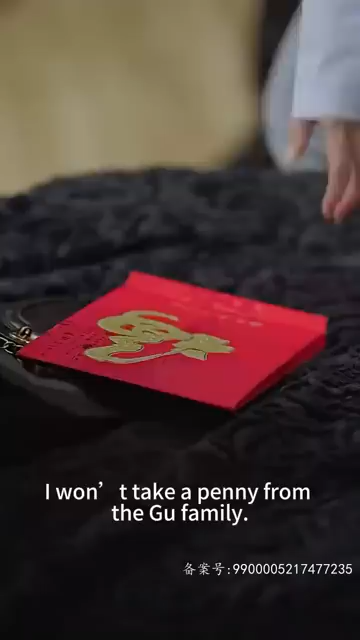 I won’t take a penny from
the Gu family.
备案号:9900005217477235